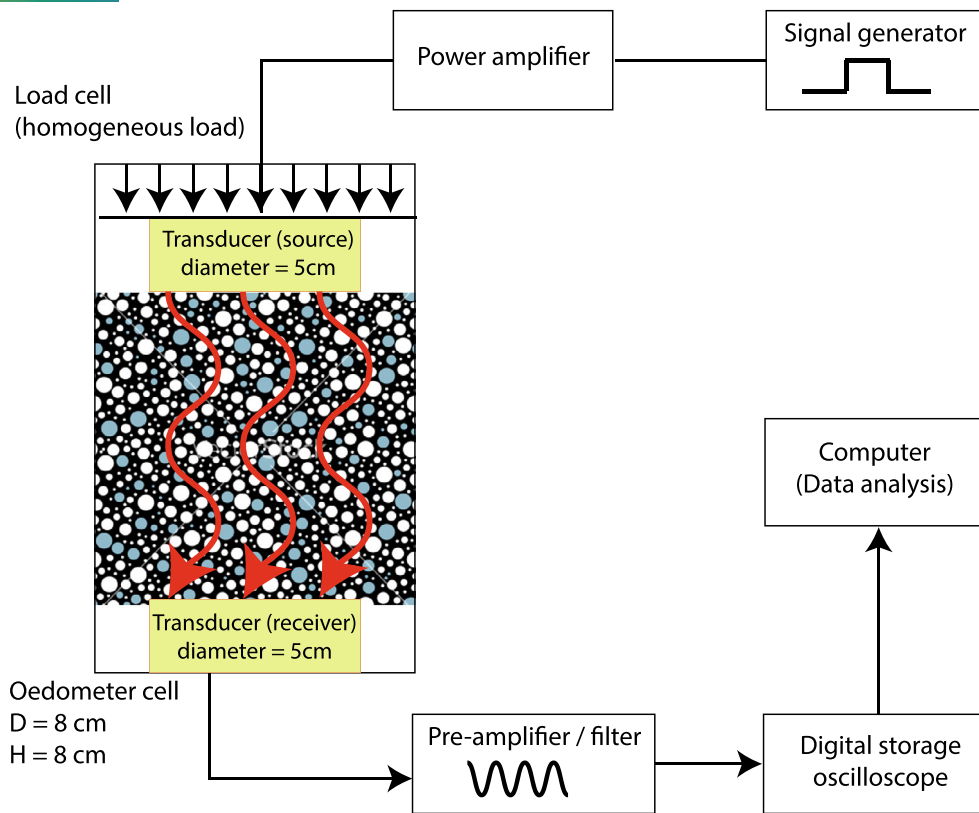 Power amplifier
Signal generator
Load cell
(homogeneous load)
Transducer (source)
diameter = 5cm
Computer
(Data analysis)
Transducer (receiver)
diameter = 5cm
Oedometer cell
D = 8 cm
H = 8 cm
Pre-amplifier / filter
Digital storage
oscilloscope